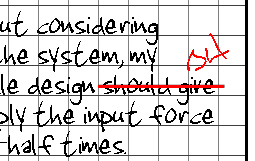 ut considering
he system, my
le design should give
ply the input force
-half times.